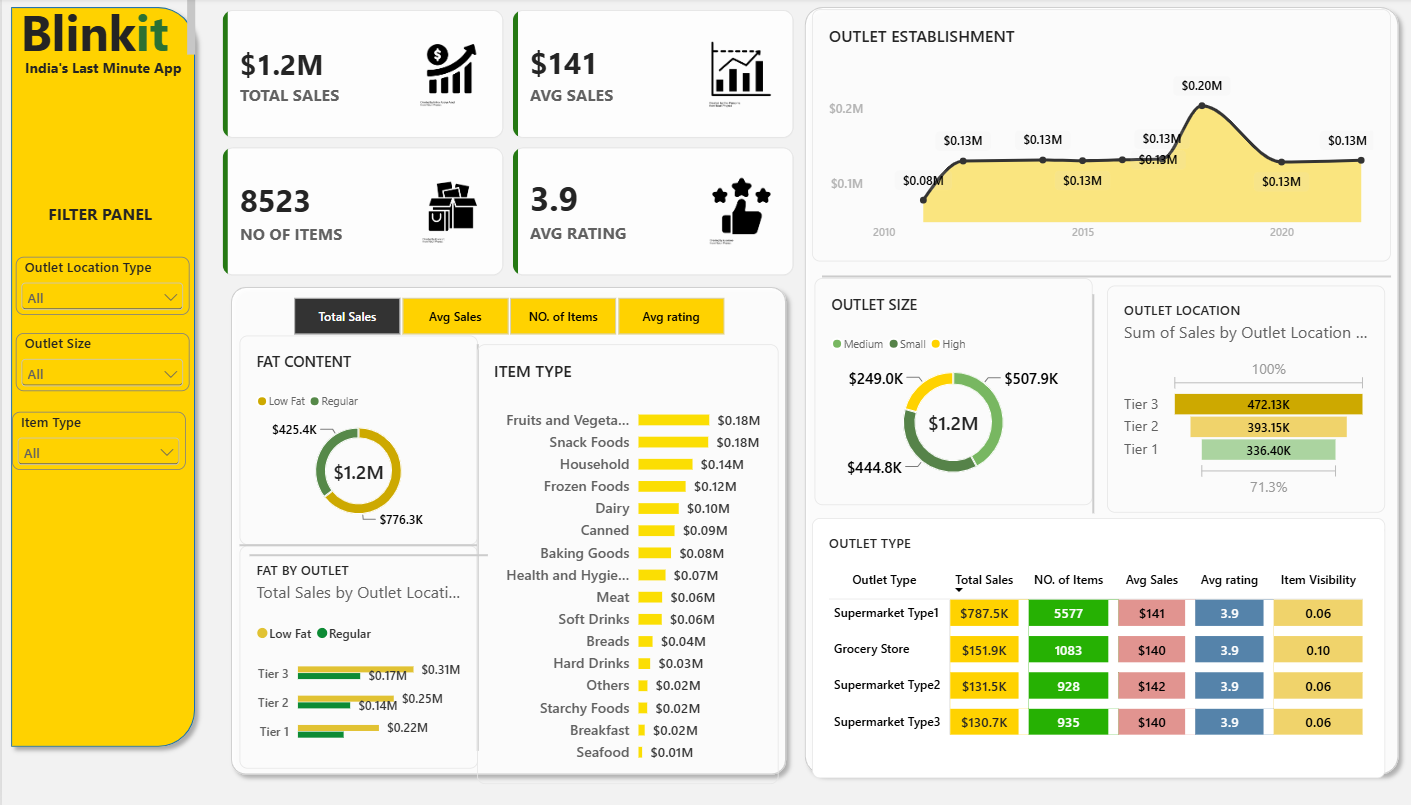 Blinkit
India's Last Minute App
FILTER PANEL
Outlet Location Type
All
Outlet Size
All
Item Type
All
$1.2M
TOTAL SALES
$141
AVG SALES
8523
NO OF ITEMS
3.9
AVG RATING
Total Sales
Avg Sales
NO. of Items
Avg rating
FAT CONTENT
Low Fat
Regular
$425.4K
$1.2M
$776.3K
FAT BY OUTLET
Total Sales by Outlet Locati...
Low Fat
Regular
Tier 3
$0.31M
$0.17M
Tier 2
$0.25M
$0.14M
Tier 1
$0.22M
ITEM TYPE
Fruits and Vegeta... $0.18M
Snack Foods $0.18M
Household $0.14M
Frozen Foods $0.12M
Dairy $0.10M
Canned $0.09M
Baking Goods $0.08M
Health and Hygie... $0.07M
Meat $0.06M
Soft Drinks $0.06M
Breads $0.04M
Hard Drinks $0.03M
Others $0.02M
Starchy Foods $0.02M
Breakfast $0.02M
Seafood $0.01M
OUTLET ESTABLISHMENT
$0.2M
$0.1M
$0.08M
$0.13M
$0.13M
$0.13M
$0.13M
$0.13M
$0.20M
$0.13M
$0.13M
2010
2015
2020
OUTLET SIZE
Medium
Small
High
$249.0K
$507.9K
$1.2M
$444.8K
OUTLET LOCATION
Sum of Sales by Outlet Location ...
100%
Tier 3 472.13K
Tier 2 393.15K
Tier 1 336.40K
71.3%
OUTLET TYPE
Outlet Type Total Sales NO. of Items Avg Sales Avg rating Item Visibility
Supermarket Type1 $787.5K 5577 $141 3.9 0.06
Grocery Store $151.9K 1083 $140 3.9 0.10
Supermarket Type2 $131.5K 928 $142 3.9 0.06
Supermarket Type3 $130.7K 935 $140 3.9 0.06